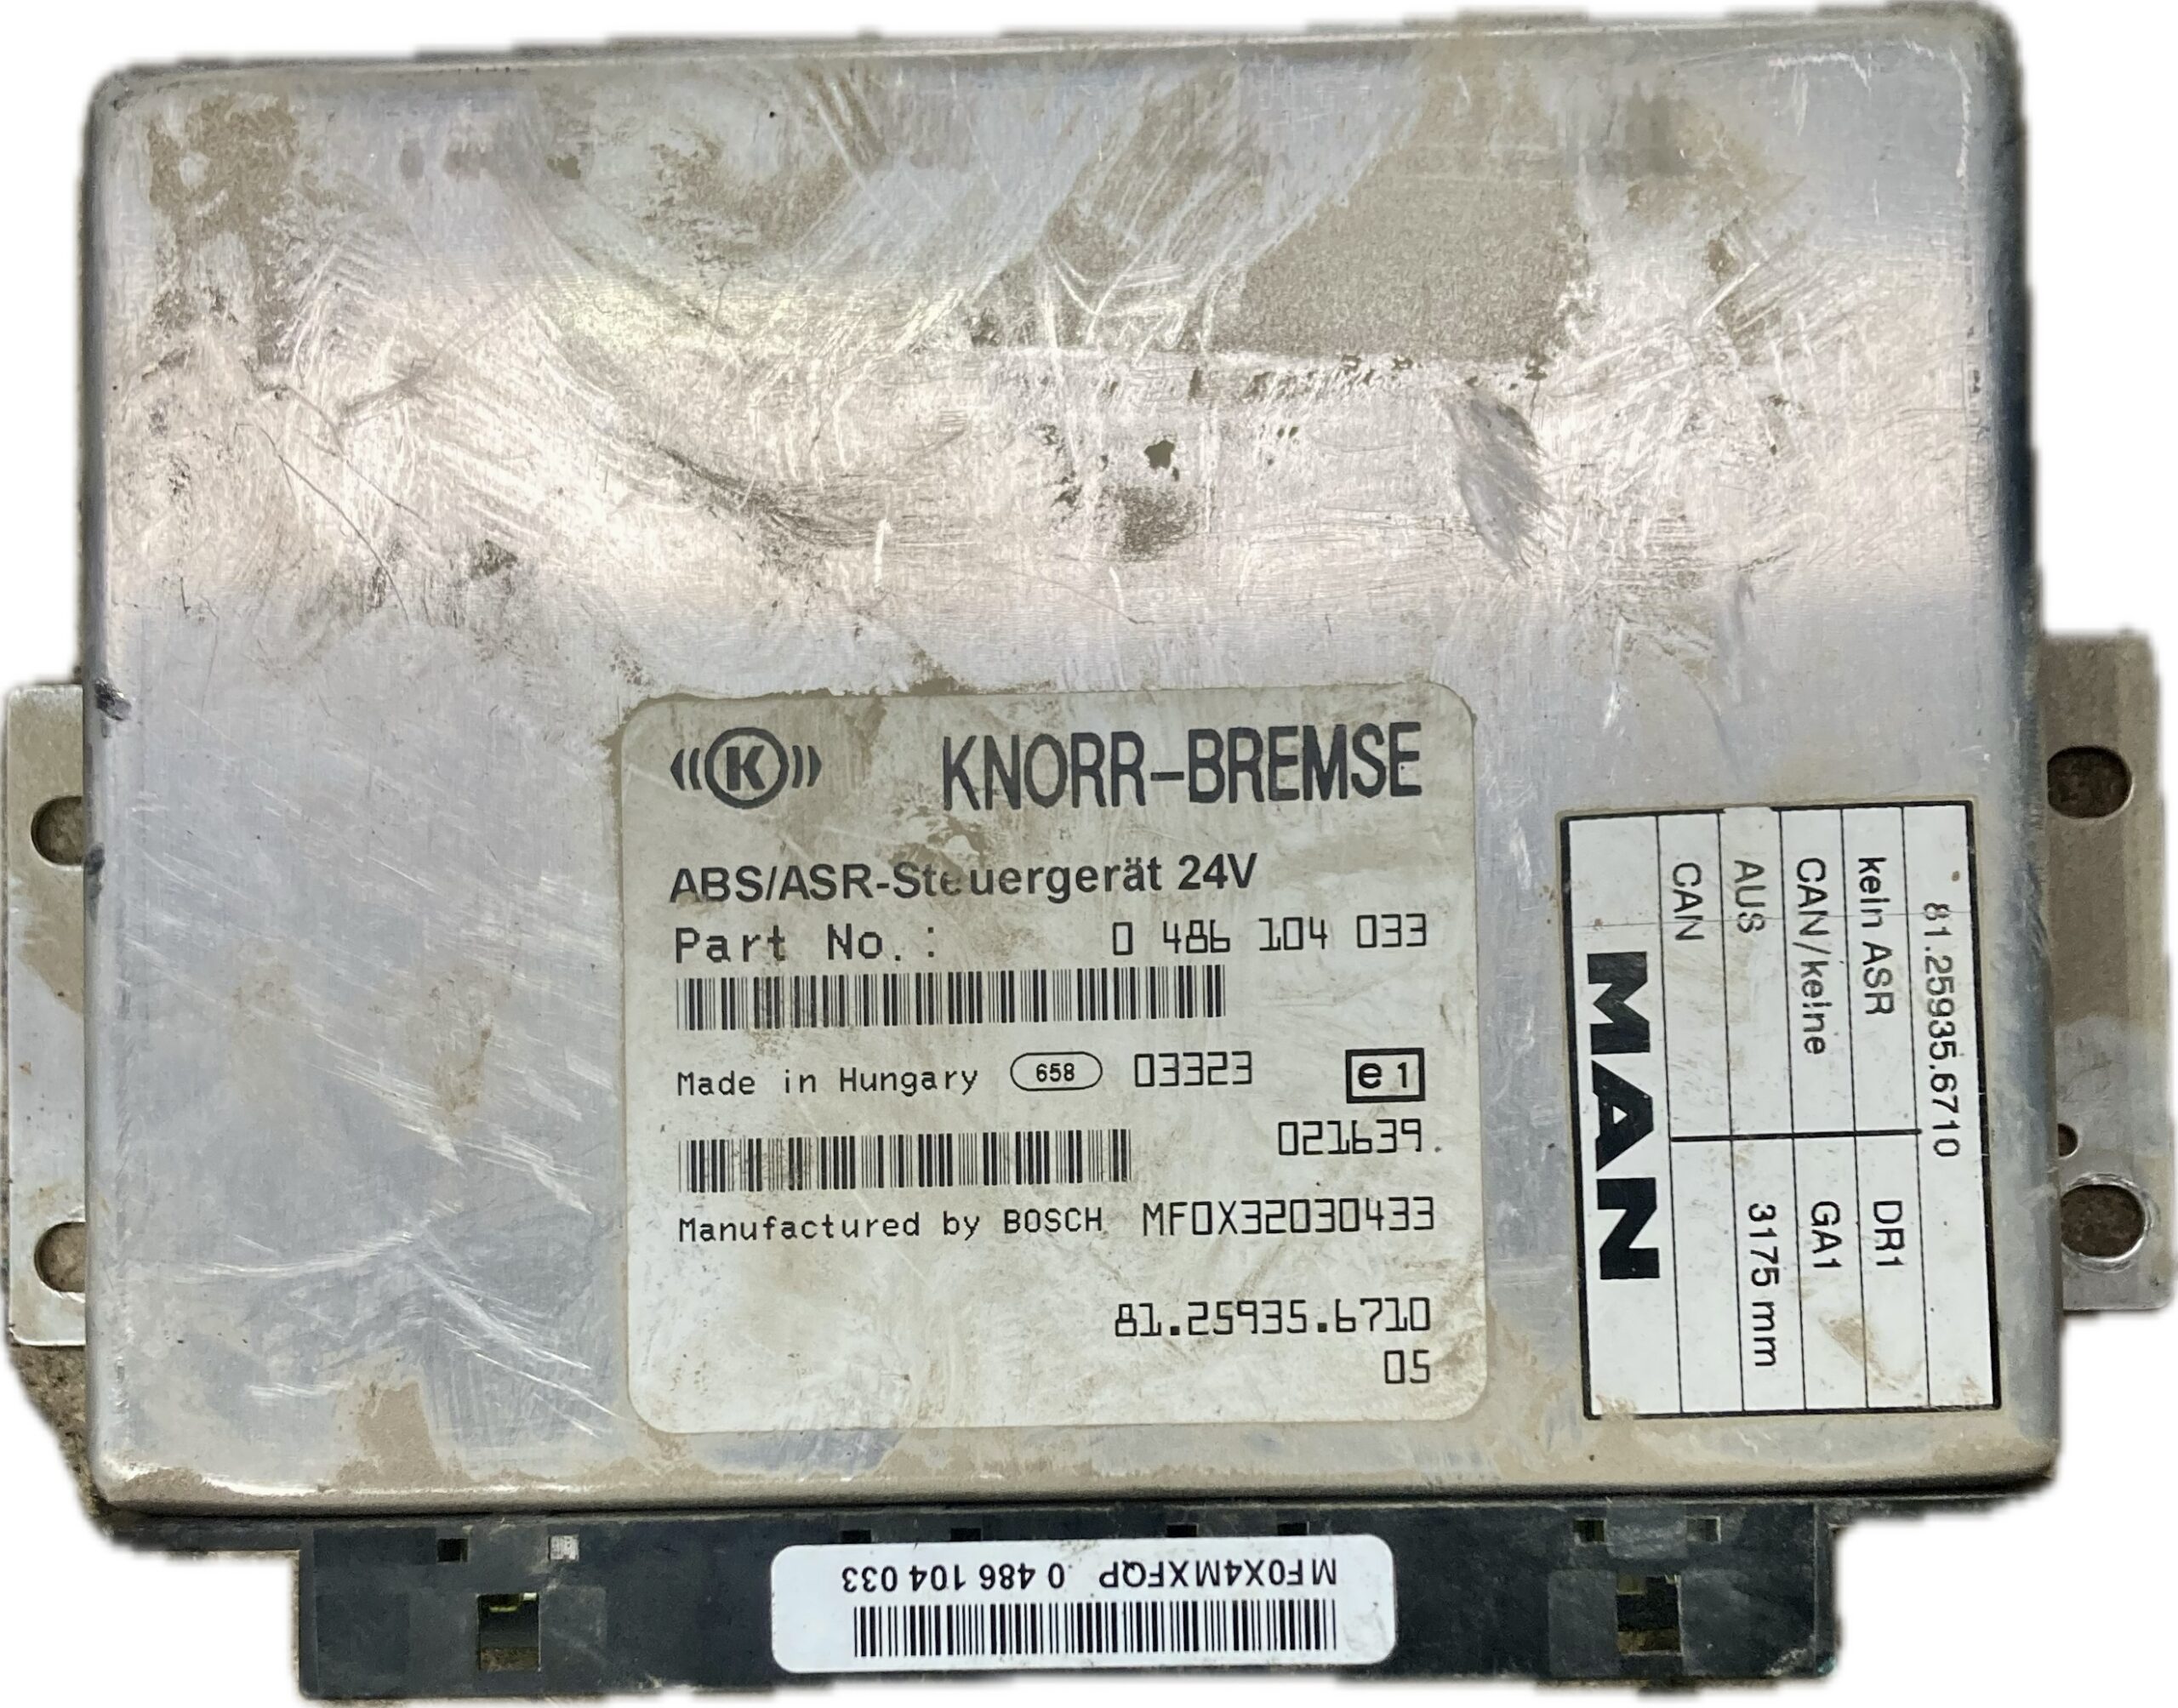 K KNORR-BREMSE
ABS/ASR-Steuergerät 24V
Part No.: 0 486 104 033
Made in Hungary 658 03323 e1
021639
Manufactured by BOSCH MF0X32030433
81.25935.6710
05
81.25935.6710
kein ASR DR1
CAN/keine GA1
AUS 3175 mm
CAN
MAN
MF0X4MXFQP 0 486 104 033